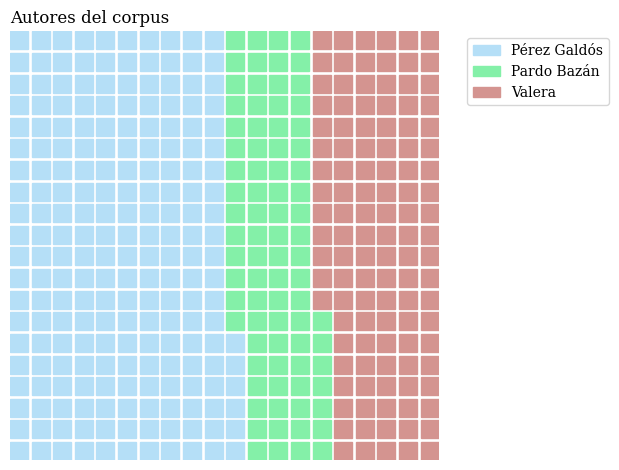 Autores del corpus
Pérez Galdós
Pardo Bazán
Valera